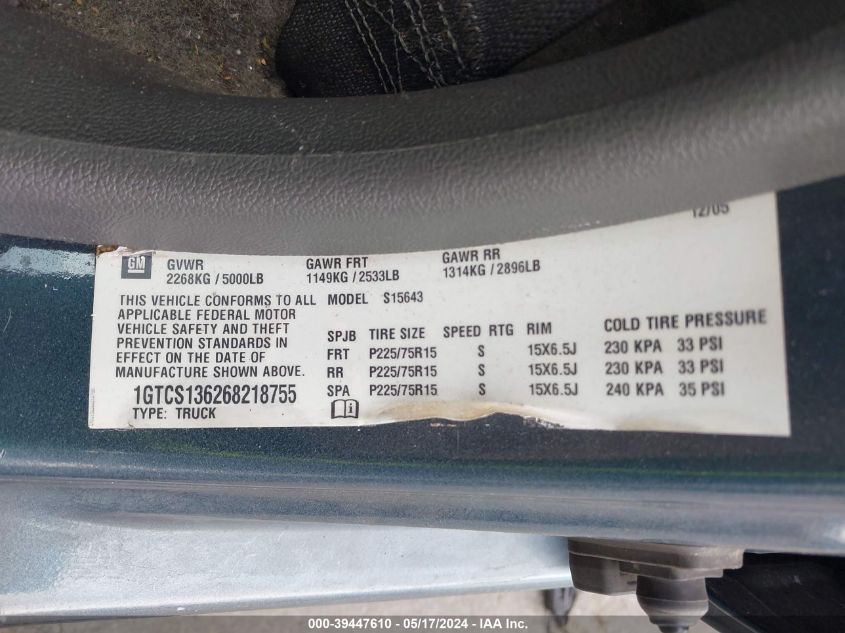 12/05
GM
GVWR GAWR FRT GAWR RR
2268KG / 5000LB 1149KG / 2533LB 1314KG / 2896LB
THIS VEHICLE CONFORMS TO ALL
APPLICABLE FEDERAL MOTOR
VEHICLE SAFETY AND THEFT
PREVENTION STANDARDS IN
EFFECT ON THE DATE OF
MANUFACTURE SHOWN ABOVE.
1GTCS136268218755
TYPE: TRUCK
MODEL S15643
SPJB TIRE SIZE SPEED RTG RIM COLD TIRE PRESSURE
FRT P225/75R15 S 15X6.5J 230 KPA 33 PSI
RR P225/75R15 S 15X6.5J 230 KPA 33 PSI
SPA P225/75R15 S 15X6.5J 240 KPA 35 PSI
000-39447610 - 05/17/2024 - IAA Inc.